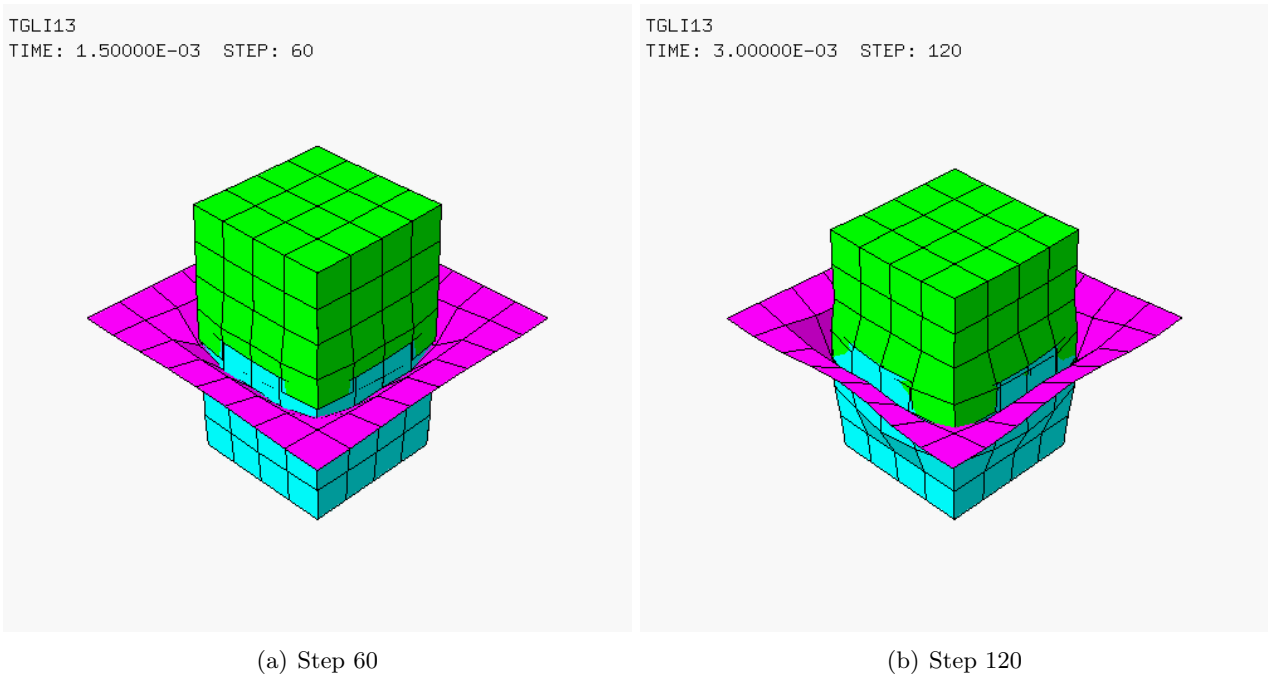 TGLI13
TIME: 1.50000E-03 STEP: 60
TGLI13
TIME: 3.00000E-03 STEP: 120
(a) Step 60
(b) Step 120